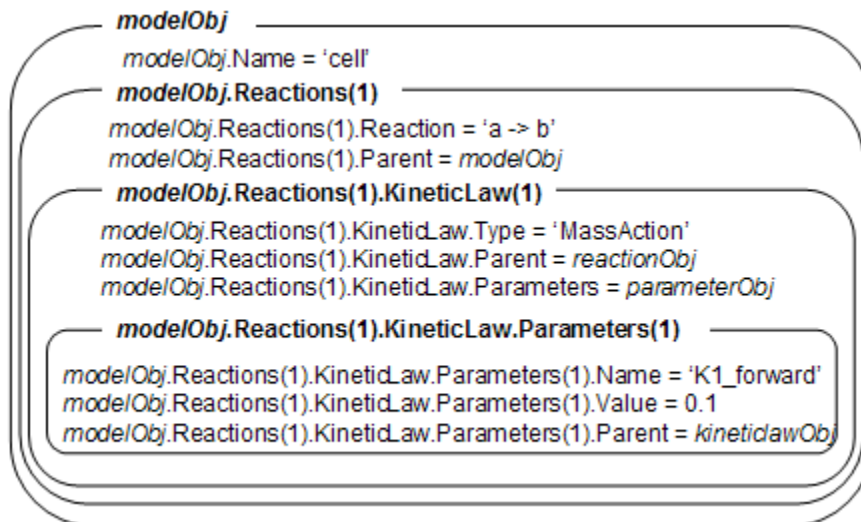 modelObj
modelObj.Name = ‘cell’
modelObj.Reactions(1)
modelObj.Reactions(1).Reaction = ‘a -> b’
modelObj.Reactions(1).Parent = modelObj
modelObj.Reactions(1).KineticLaw(1)
modelObj.Reactions(1).KineticLaw.Type = ‘MassAction’
modelObj.Reactions(1).KineticLaw.Parent = reactionObj
modelObj.Reactions(1).KineticLaw.Parameters = parameterObj
modelObj.Reactions(1).KineticLaw.Parameters(1)
modelObj.Reactions(1).KineticLaw.Parameters(1).Name = ‘K1_forward’
modelObj.Reactions(1).KineticLaw.Parameters(1).Value = 0.1
modelObj.Reactions(1).KineticLaw.Parameters(1).Parent = kineticlawObj